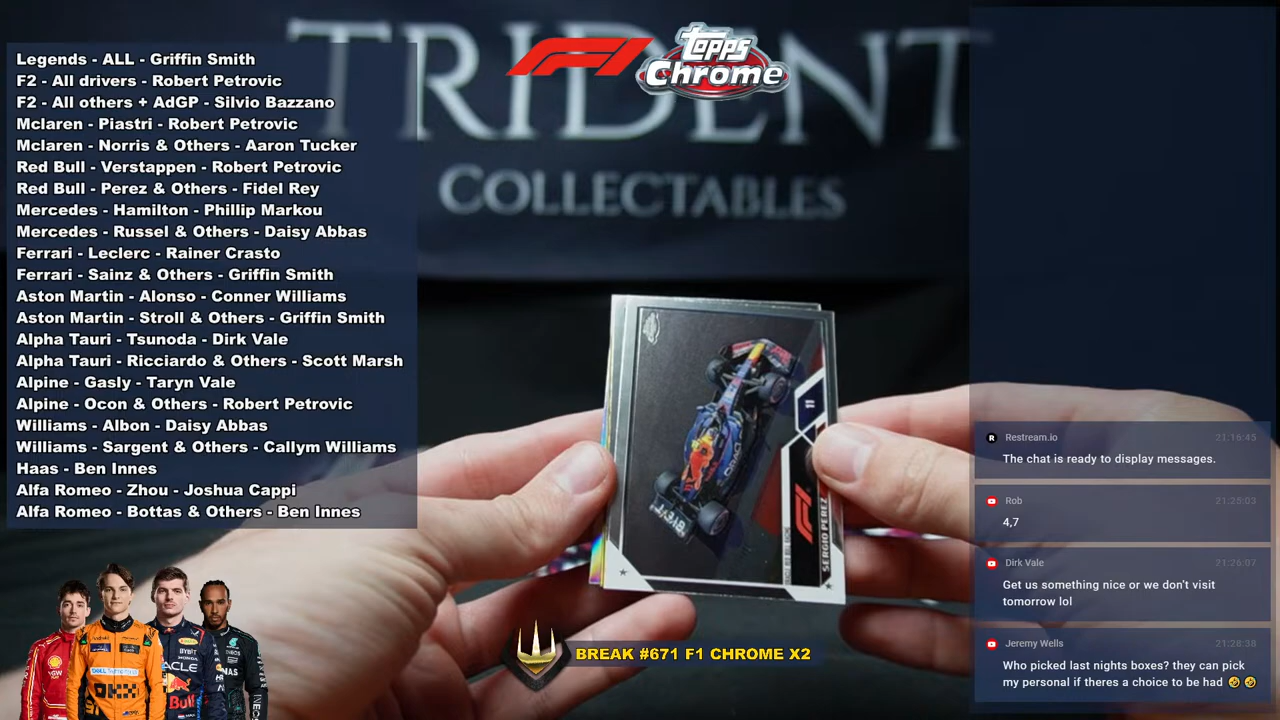 TRIDENT
COLLECTABLES
F1
Topps
Chrome
Legends - ALL - Griffin Smith
F2 - All drivers - Robert Petrovic
F2 - All others + AdGP - Silvio Bazzano
Mclaren - Piastri - Robert Petrovic
Mclaren - Norris & Others - Aaron Tucker
Red Bull - Verstappen - Robert Petrovic
Red Bull - Perez & Others - Fidel Rey
Mercedes - Hamilton - Phillip Markou
Mercedes - Russel & Others - Daisy Abbas
Ferrari - Leclerc - Rainer Crasto
Ferrari - Sainz & Others - Griffin Smith
Aston Martin - Alonso - Conner Williams
Aston Martin - Stroll & Others - Griffin Smith
Alpha Tauri - Tsunoda - Dirk Vale
Alpha Tauri - Ricciardo & Others - Scott Marsh
Alpine - Gasly - Taryn Vale
Alpine - Ocon & Others - Robert Petrovic
Williams - Albon - Daisy Abbas
Williams - Sargent & Others - Callym Williams
Haas - Ben Innes
Alfa Romeo - Zhou - Joshua Cappi
Alfa Romeo - Bottas & Others - Ben Innes
11
F1
SERGIO PEREZ
ORACLE
BYBIT
ORACLE
BREAK #671 F1 CHROME X2
R Restream.io 21:16:45
The chat is ready to display messages.
Rob 21:25:03
4,7
Dirk Vale 21:26:07
Get us something nice or we don't visit
tomorrow lol
Jeremy Wells 21:28:38
Who picked last nights boxes? they can pick
my personal if theres a choice to be had 🤣 🤣